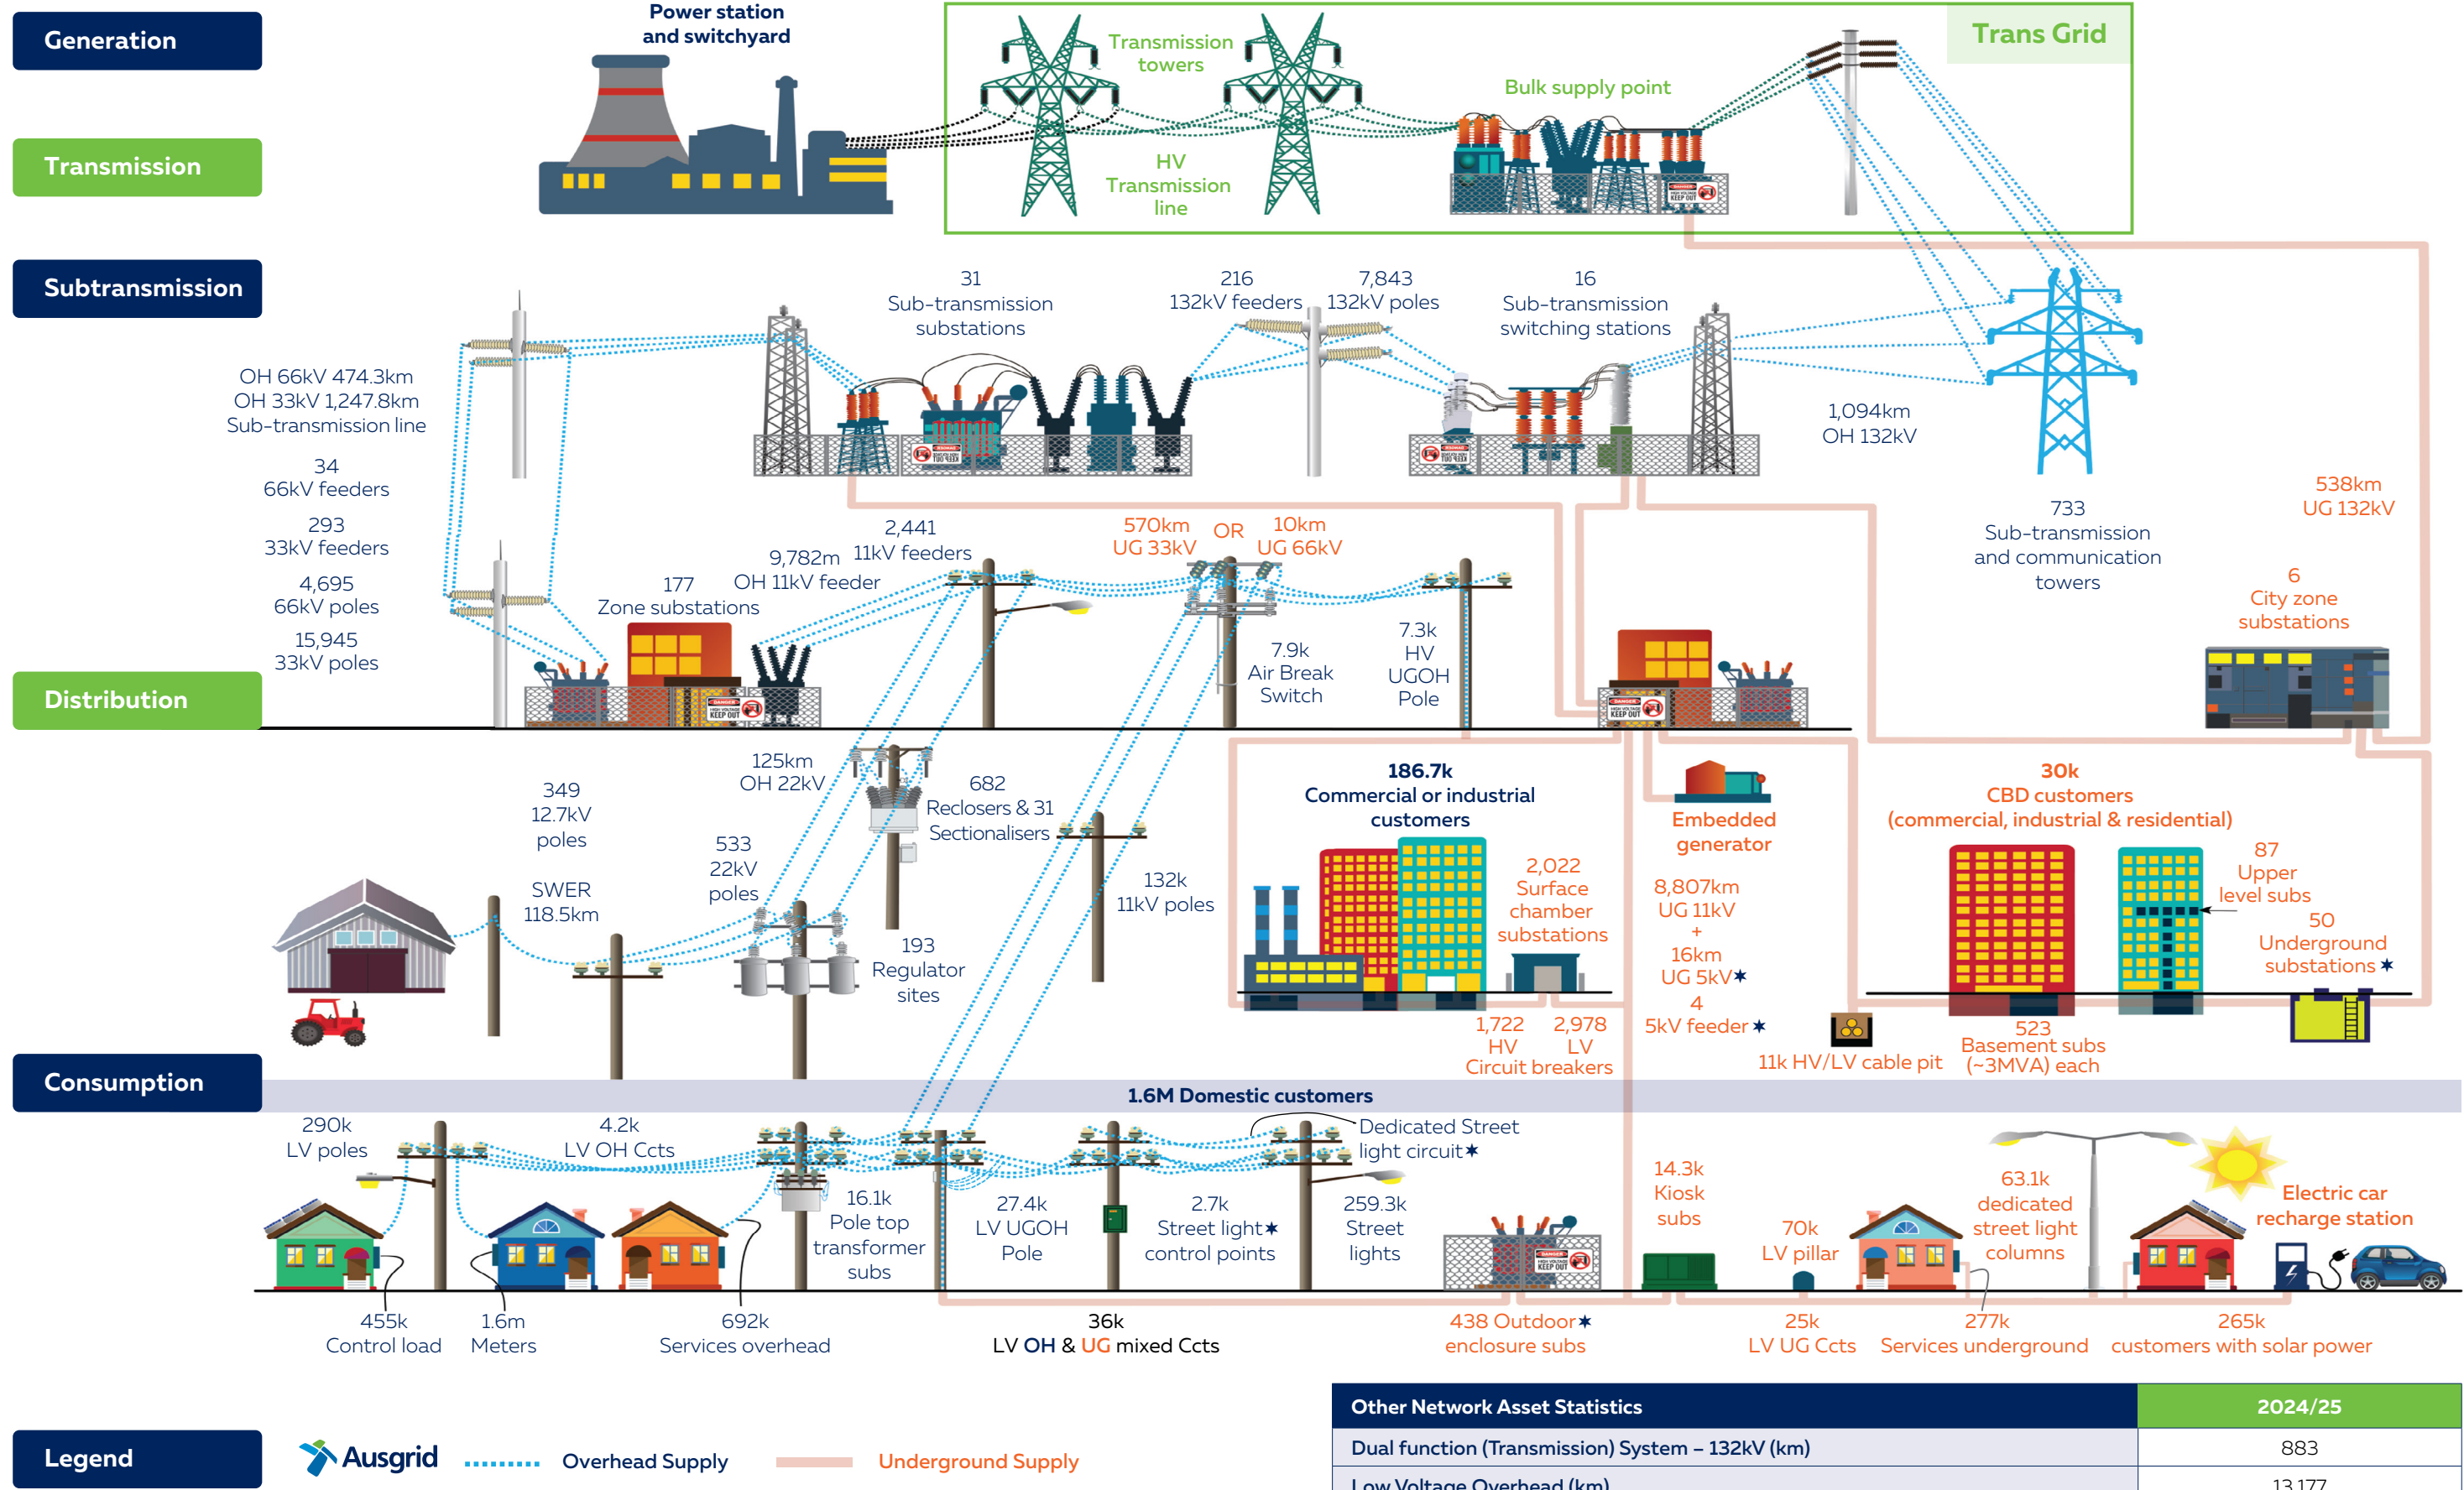 Generation
Power station
and switchyard
Transmission
towers
Trans Grid
Bulk supply point
Transmission
HV
Transmission
line
Subtransmission
31
Sub-transmission
substations
216
132kV feeders
7,843
132kV poles
16
Sub-transmission
switching stations
OH 66kV 474.3km
OH 33kV 1,247.8km
Sub-transmission line
1,094km
OH 132kV
34
66kV feeders
293
33kV feeders
4,695
66kV poles
15,945
33kV poles
733
Sub-transmission
and communication
towers
538km
UG 132kV
6
City zone
substations
177
Zone substations
9,782m
OH 11kV feeder
2,441
11kV feeders
570km
UG 33kV
OR
10km
UG 66kV
7.9k
Air Break
Switch
7.3k
HV
UGOH
Pole
DANGER
HIGH VOLTAGE
KEEP OUT
Distribution
349
12.7kV
poles
SWER
118.5km
125km
OH 22kV
533
22kV
poles
682
Reclosers & 31
Sectionalisers
193
Regulator
sites
132k
11kV poles
186.7k
Commercial or industrial
customers
2,022
Surface
chamber
substations
1,722
HV
2,978
LV
Circuit breakers
Embedded
generator
8,807km
UG 11kV
+
16km
UG 5kV★
4
5kV feeder★
30k
CBD customers
(commercial, industrial & residential)
87
Upper
level subs
50
Underground
substations★
11k HV/LV cable pit
523
Basement subs
(~3MVA) each
Consumption
1.6M Domestic customers
290k
LV poles
4.2k
LV OH Ccts
16.1k
Pole top
transformer
subs
27.4k
LV UGOH
Pole
2.7k
Street light★
control points
Dedicated Street
light circuit★
259.3k
Street
lights
14.3k
Kiosk
subs
70k
LV pillar
63.1k
dedicated
street light
columns
Electric car
recharge station
455k
Control load
1.6m
Meters
692k
Services overhead
36k
LV OH & UG mixed Ccts
438 Outdoor★
enclosure subs
25k
LV UG Ccts
277k
Services underground
265k
customers with solar power
Legend
Ausgrid
Overhead Supply
Underground Supply
Other Network Asset Statistics 2024/25
Dual function (Transmission) System – 132kV (km) 883
Low Voltage Overhead (km) 13,177